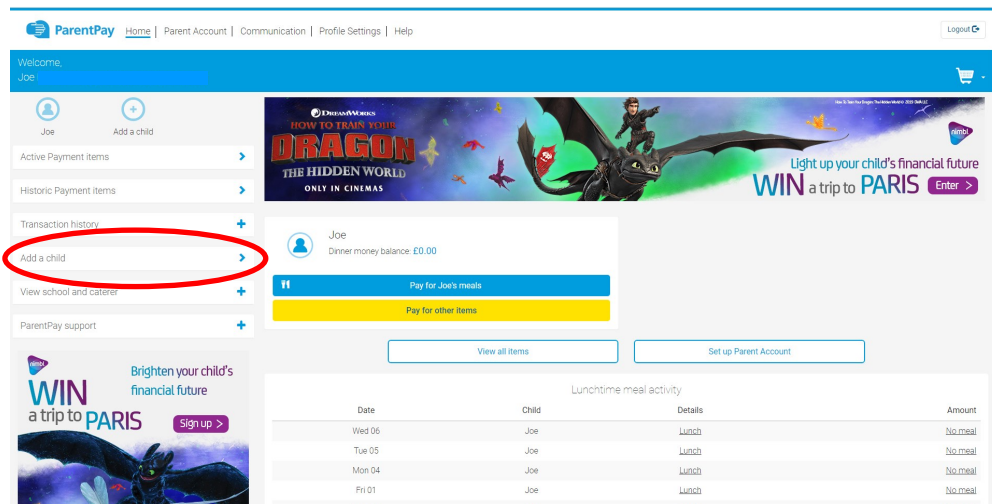 ParentPay Home | Parent Account | Communication | Profile Settings | Help
Logout
Welcome,
Joe
Joe
Add a child
Active Payment items
Historic Payment items
Transaction history
Add a child
View school and caterer
ParentPay support
nimbl
WIN
a trip to PARIS
Brighten your child's
financial future
Sign up >
DREAMWORKS
HOW TO TRAIN YOUR
DRAGON
THE HIDDEN WORLD
ONLY IN CINEMAS
nimbl
Light up your child's financial future
WIN a trip to PARIS Enter >
Joe
Dinner money balance: £0.00
Pay for Joe's meals
Pay for other items
View all items
Set up Parent Account
Lunchtime meal activity
Date Child Details Amount
Wed 06 Joe Lunch No meal
Tue 05 Joe Lunch No meal
Mon 04 Joe Lunch No meal
Fri 01 Joe Lunch No meal